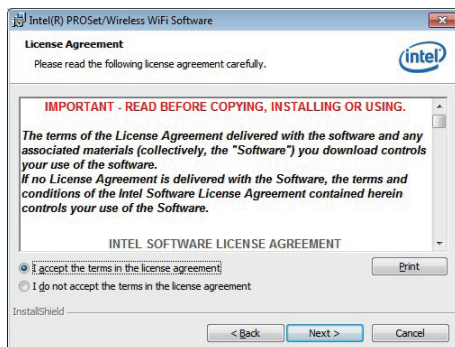 Intel(R) PROSet/Wireless WiFi Software
License Agreement
Please read the following license agreement carefully.
intel
IMPORTANT - READ BEFORE COPYING, INSTALLING OR USING.
The terms of the License Agreement delivered with the software and any
associated materials (collectively, the "Software") you download controls
your use of the software.
If no License Agreement is delivered with the Software, the terms and
conditions of the Intel Software License Agreement contained herein
controls your use of the Software.
INTEL SOFTWARE LICENSE AGREEMENT
I accept the terms in the license agreement
Print
I do not accept the terms in the license agreement
InstallShield
< Back
Next >
Cancel